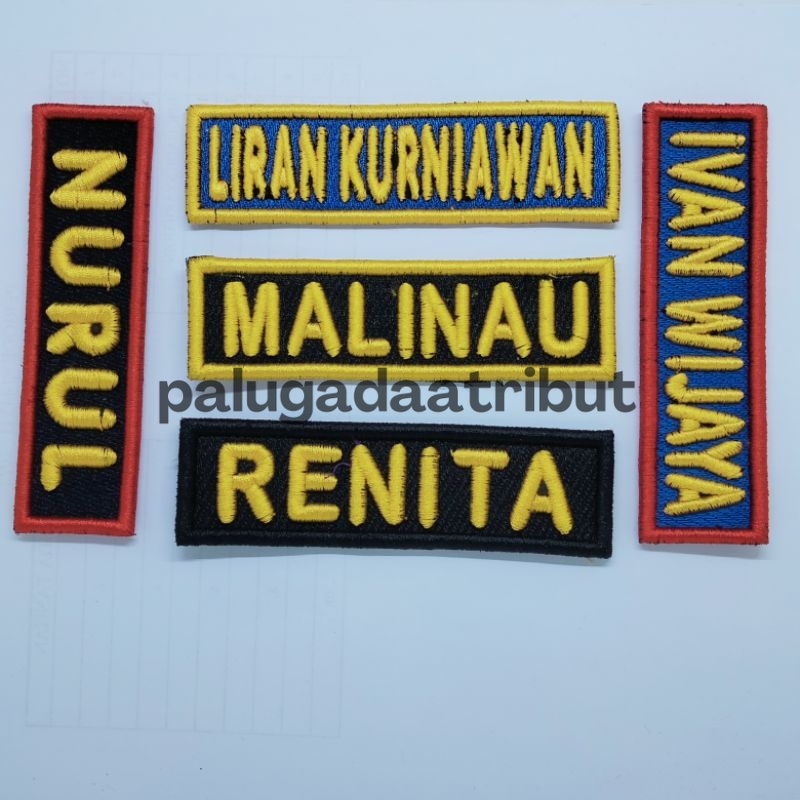 NURUL
LIRAN KURNIAWAN
MALINAU
palugadaatribut
RENITA
IVAN WIJAYA